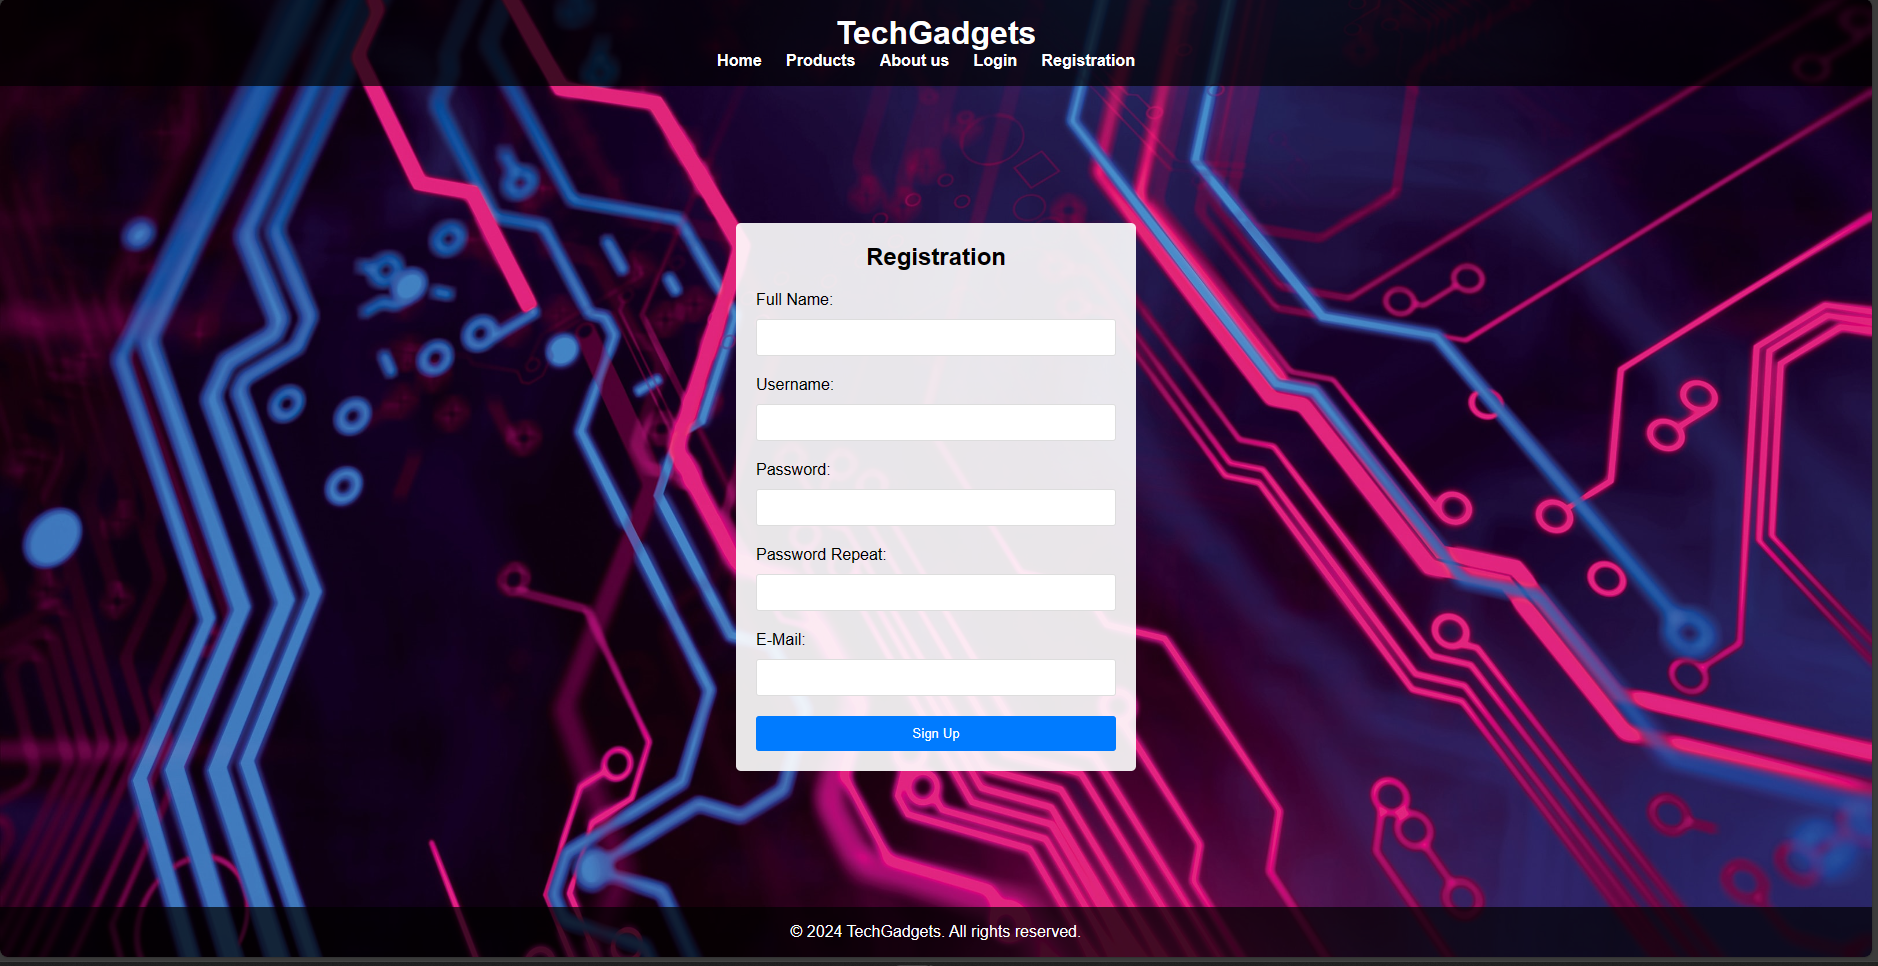 TechGadgets
Home Products About us Login Registration
Registration
Full Name:
Username:
Password:
Password Repeat:
E-Mail:
Sign Up
© 2024 TechGadgets. All rights reserved.